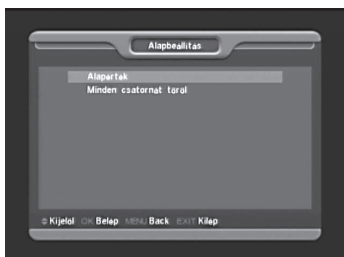 Alapbeallitas
Alapertek
Minden csatornat torol
Kijelol OK Belep MENU Back EXIT Kilep